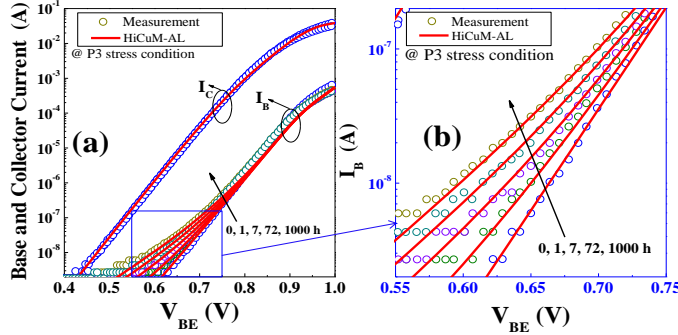 Measurement
HiCuM-AL
@ P3 stress condition
I_C
I_B
(a)
0, 1, 7, 72, 1000 h
Base and Collector Current (A)
10^-1
10^-2
10^-3
10^-4
10^-5
10^-6
10^-7
10^-8
0.4 0.5 0.6 0.7 0.8 0.9 1.0
V_BE (V)
Measurement
HiCuM-AL
@ P3 stress condition
(b)
0, 1, 7, 72, 1000 h
I_B (A)
10^-7
10^-8
0.55 0.60 0.65 0.70 0.75
V_BE (V)